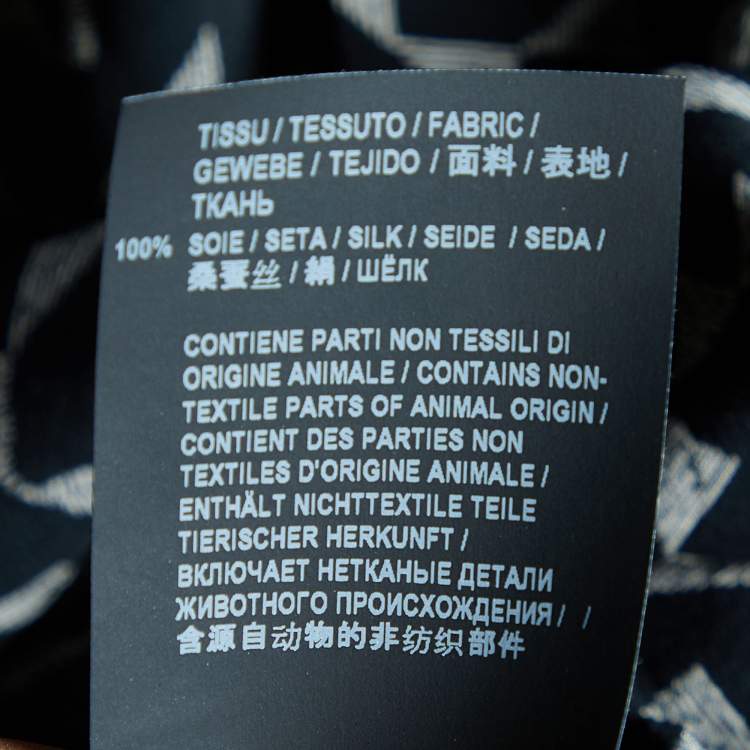 TISSU / TESSUTO / FABRIC /
GEWEBE / TEJIDO / 面料 / 表地 /
ТКАНЬ
100% SOIE / SETA / SILK / SEIDE / SEDA /
桑蚕丝 / 絹 / ШЁЛК
CONTIENE PARTI NON TESSILI DI
ORIGINE ANIMALE / CONTAINS NON-
TEXTILE PARTS OF ANIMAL ORIGIN /
CONTIENT DES PARTIES NON
TEXTILES D'ORIGINE ANIMALE /
ENTHÄLT NICHTTEXTILE TEILE
TIERISCHER HERKUNFT /
ВКЛЮЧАЕТ НЕТКАНЫЕ ДЕТАЛИ
ЖИВОТНОГО ПРОИСХОЖДЕНИЯ / /
含源自动物的非纺织部件